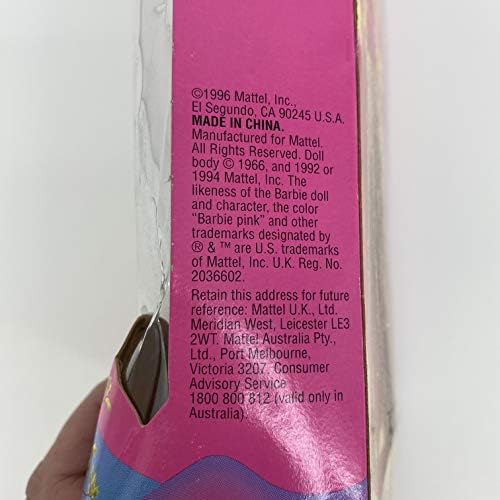 ©1996 Mattel, Inc.,
El Segundo, CA 90245 U.S.A.
MADE IN CHINA.
Manufactured for Mattel.
All Rights Reserved. Doll
body © 1966, and 1992 or
1994 Mattel, Inc. The
likeness of the Barbie doll
and character, the color
"Barbie pink" and other
trademarks designated by
® & ™ are U.S. trademarks
of Mattel, Inc. U.K. Reg. No.
2036602.
Retain this address for future
reference: Mattel U.K., Ltd.
Meridian West, Leicester LE3
2WT. Mattel Australia Pty.,
Ltd., Port Melbourne,
Victoria 3207. Consumer
Advisory Service
1800 800 812 (valid only in
Australia).